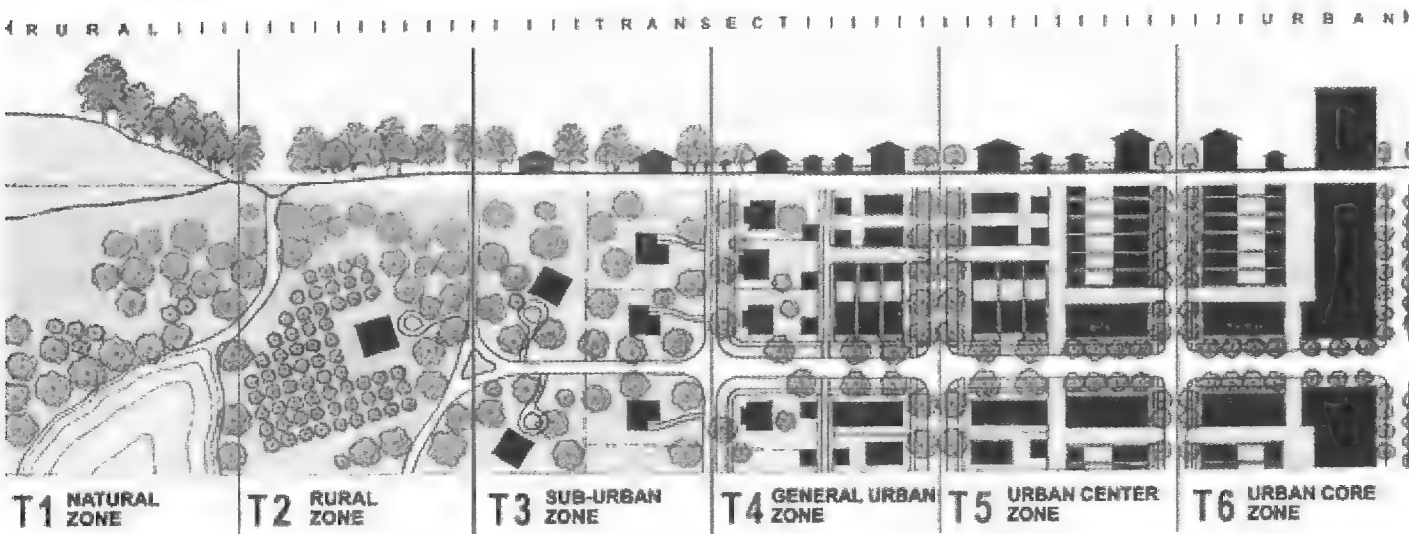 RURAL TRANSECT URBAN
T1 NATURAL ZONE
T2 RURAL ZONE
T3 SUB-URBAN ZONE
T4 GENERAL URBAN ZONE
T5 URBAN CENTER ZONE
T6 URBAN CORE ZONE